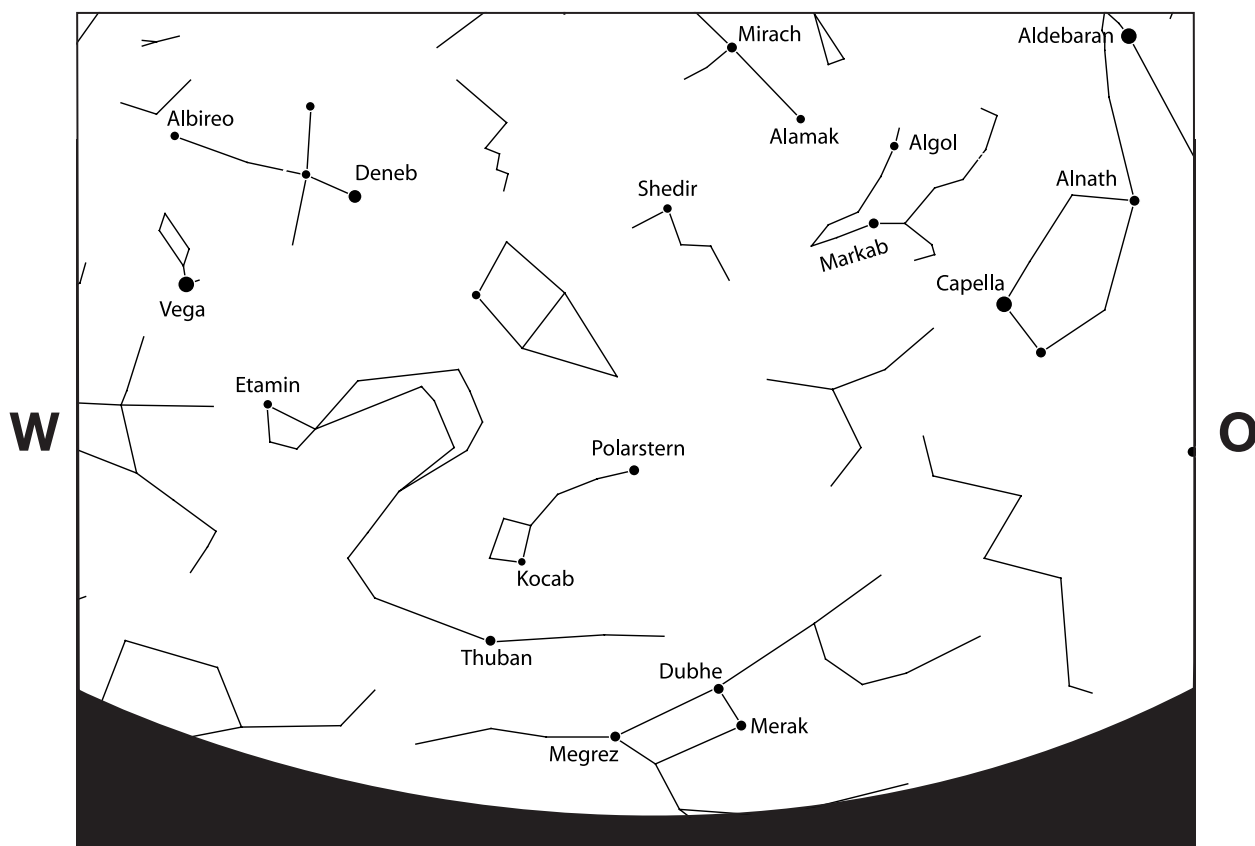 Mirach
Aldebaran
Albireo
Alamak
Algol
Deneb
Alnath
Shedir
Markab
Capella
Vega
Etamin
W
O
Polarstern
Kocab
Thuban
Dubhe
Merak
Megrez